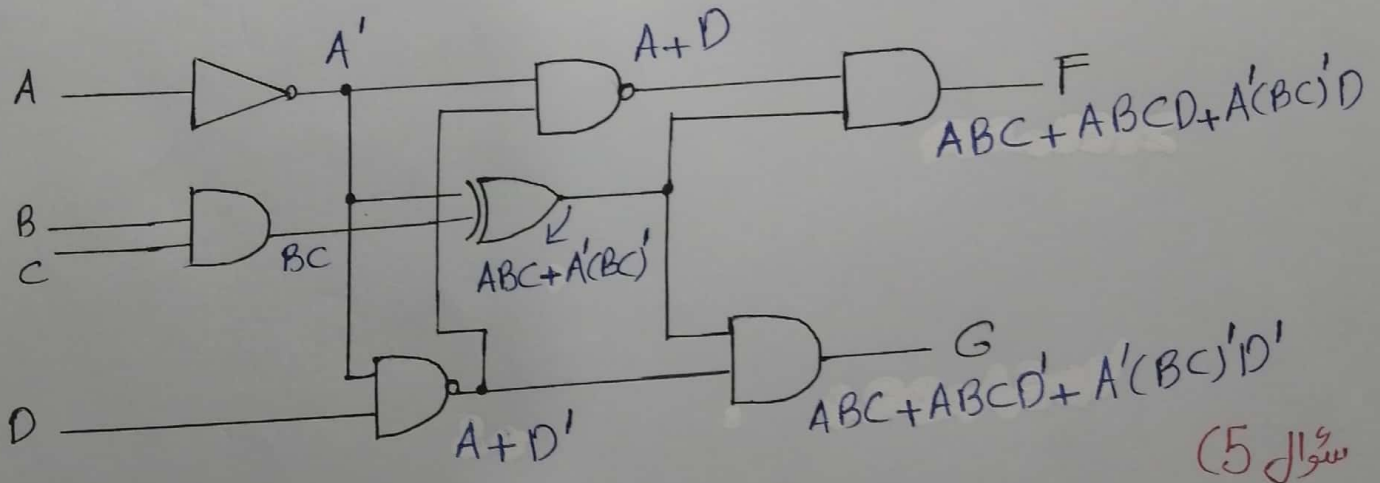 A
A'
A+D
F
ABC+ABCD+A'(BC)'D
B
C
BC
ABC+A'(BC)'
G
ABC+ABCD'+A'(BC)'D'
D
A+D'
سؤال 5)